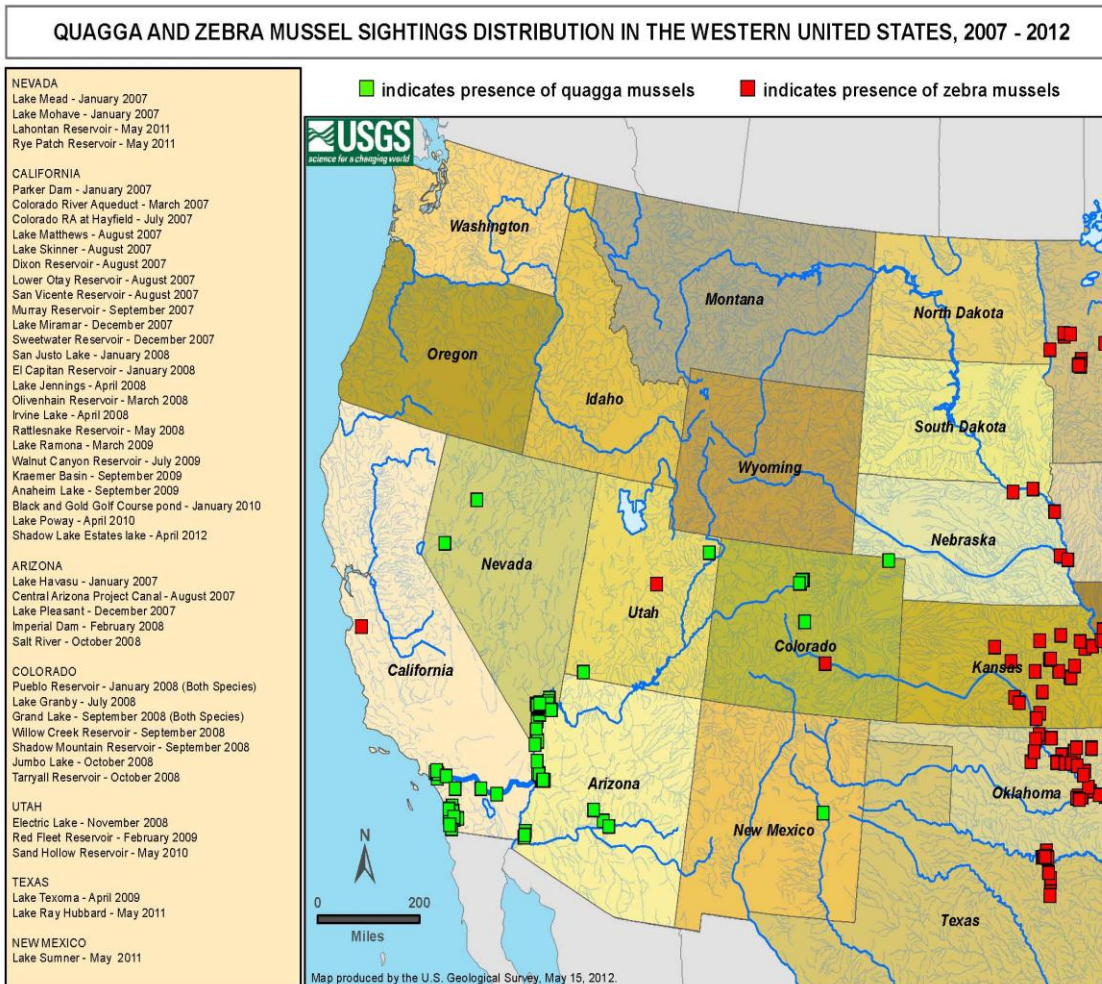 QUAGGA AND ZEBRA MUSSEL SIGHTINGS DISTRIBUTION IN THE WESTERN UNITED STATES, 2007 - 2012
NEVADA
Lake Mead - January 2007
Lake Mohave - January 2007
Lahontan Reservoir - May 2011
Rye Patch Reservoir - May 2011
CALIFORNIA
Parker Dam - January 2007
Colorado River Aqueduct - March 2007
Colorado RA at Hayfield - July 2007
Lake Matthews - August 2007
Lake Skinner - August 2007
Dixon Reservoir - August 2007
Lower Otay Reservoir - August 2007
San Vicente Reservoir - August 2007
Murray Reservoir - September 2007
Lake Miramar - December 2007
Sweetwater Reservoir - December 2007
San Justo Lake - January 2008
El Capitan Reservoir - January 2008
Lake Jennings - April 2008
Olivenhain Reservoir - March 2008
Irvine Lake - April 2008
Rattlesnake Reservoir - May 2008
Lake Ramona - March 2009
Walnut Canyon Reservoir - July 2009
Kraemer Basin - September 2009
Anaheim Lake - September 2009
Black and Gold Golf Course pond - January 2010
Lake Poway - April 2010
Shadow Lake Estates lake - April 2012
ARIZONA
Lake Havasu - January 2007
Central Arizona Project Canal - August 2007
Lake Pleasant - December 2007
Imperial Dam - February 2008
Salt River - October 2008
COLORADO
Pueblo Reservoir - January 2008 (Both Species)
Lake Granby - July 2008
Grand Lake - September 2008 (Both Species)
Willow Creek Reservoir - September 2008
Shadow Mountain Reservoir - September 2008
Jumbo Lake - October 2008
Tarryall Reservoir - October 2008
UTAH
Electric Lake - November 2008
Red Fleet Reservoir - February 2009
Sand Hollow Reservoir - May 2010
TEXAS
Lake Texoma - April 2009
Lake Ray Hubbard - May 2011
NEW MEXICO
Lake Sumner - May 2011
indicates presence of quagga mussels
indicates presence of zebra mussels
USGS
science for a changing world
Washington
Montana
North Dakota
Oregon
Idaho
South Dakota
Wyoming
Nebraska
Nevada
Utah
Colorado
Kansas
California
Arizona
Oklahoma
New Mexico
Texas
N
0
200
Miles
Map produced by the U.S. Geological Survey, May 15, 2012.